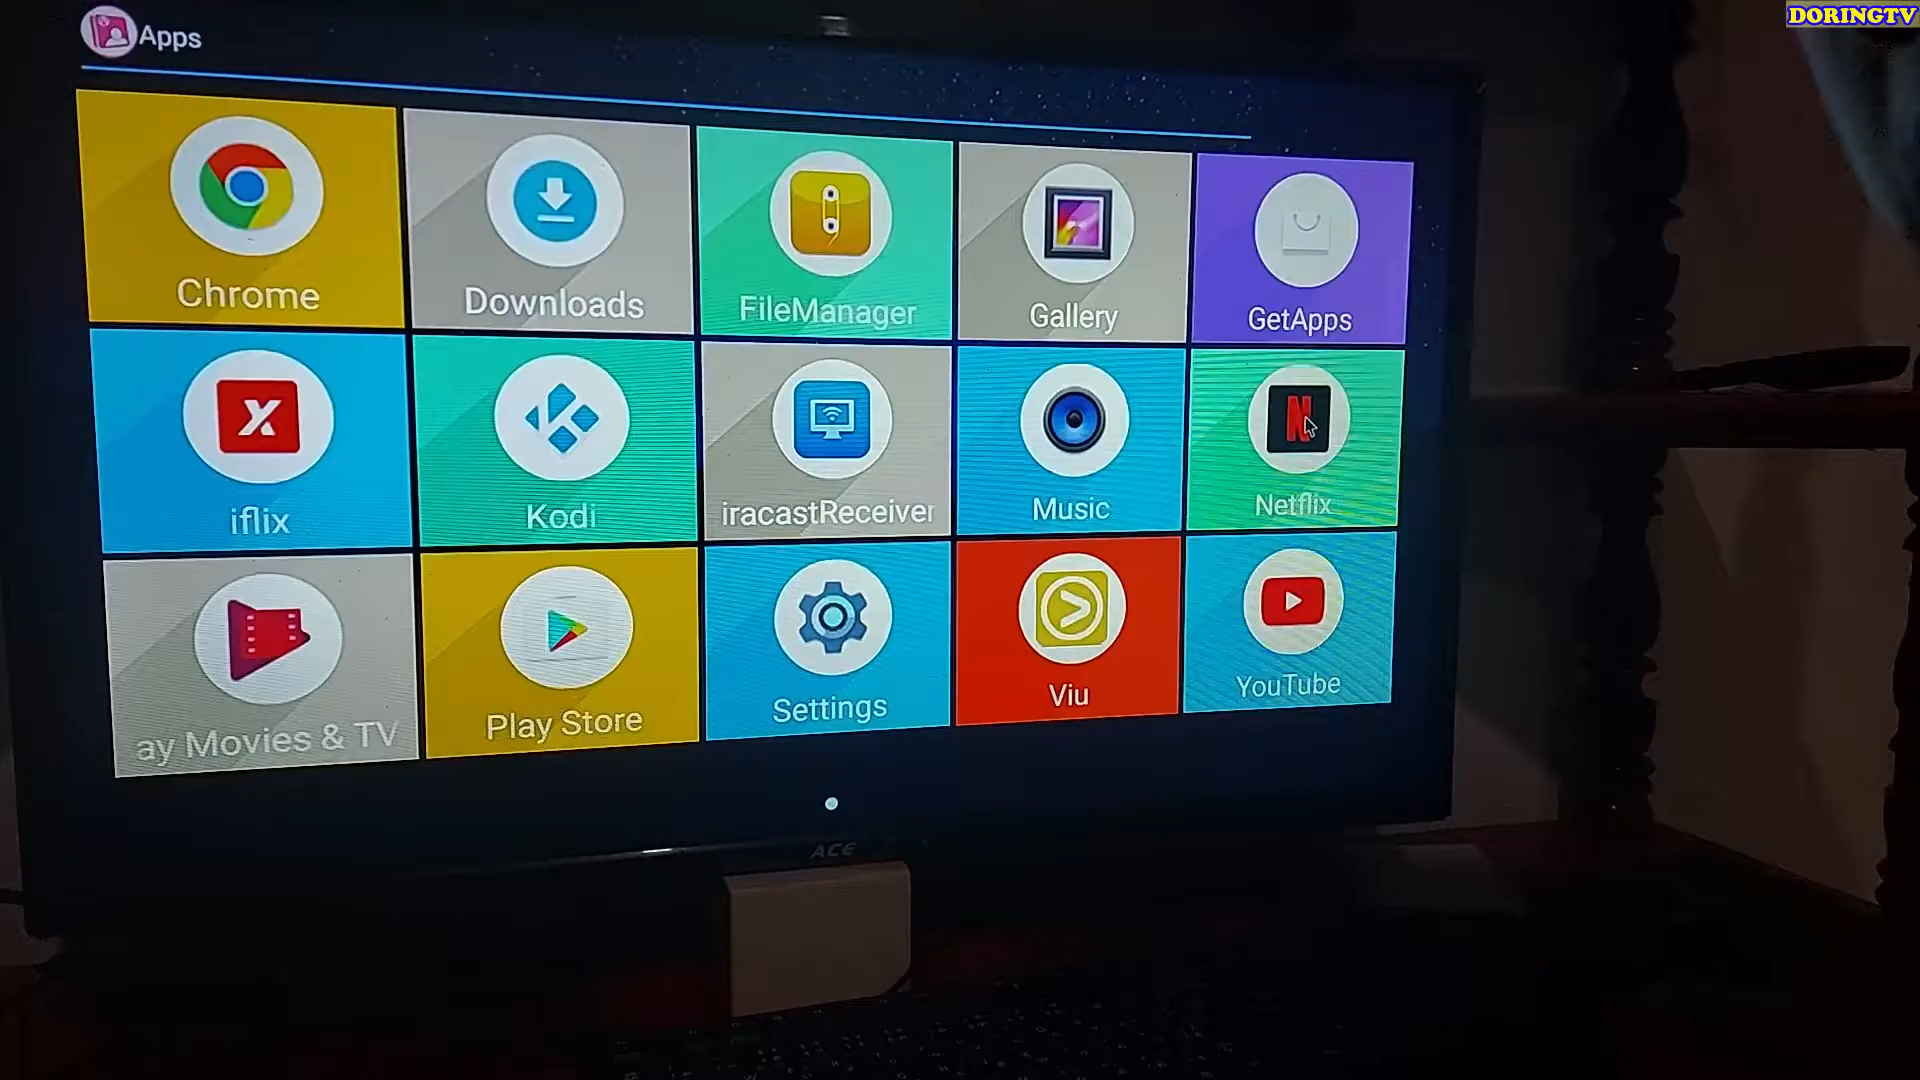 DORINGTV
Apps
Chrome
Downloads
FileManager
Gallery
GetApps
iflix
Kodi
iracastReceiver
Music
Netflix
ay Movies & TV
Play Store
Settings
Viu
YouTube
ACE